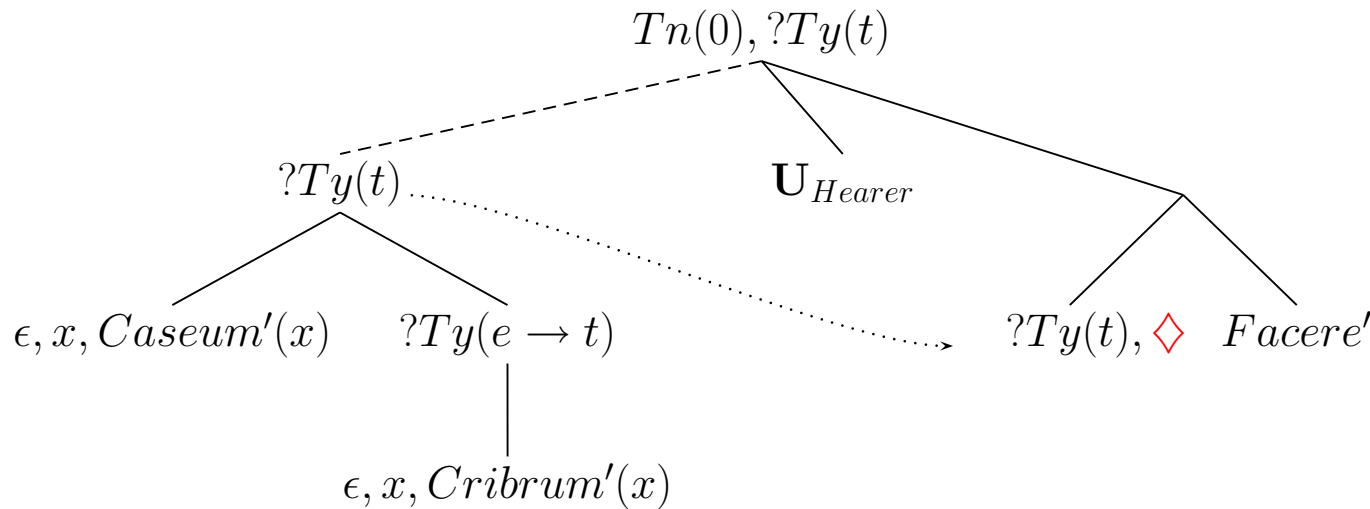 Tn(0), ?Ty(t)
?Ty(t)
U_Hearer
ϵ, x, Caseum′(x)
?Ty(e → t)
?Ty(t), ♢
Facere′
ϵ, x, Cribrum′(x)